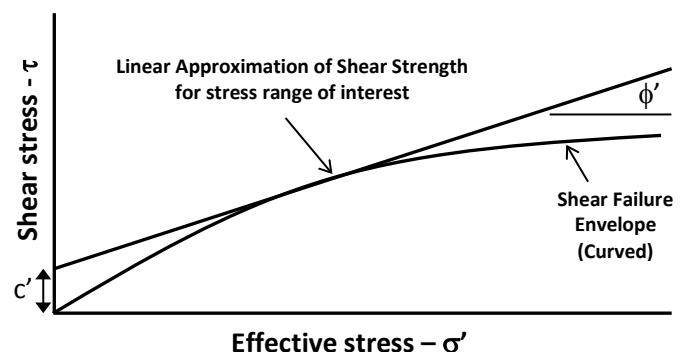 Linear Approximation of Shear Strength
for stress range of interest
ϕ’
Shear stress - τ
Shear Failure
Envelope
(Curved)
c’
Effective stress – σ’